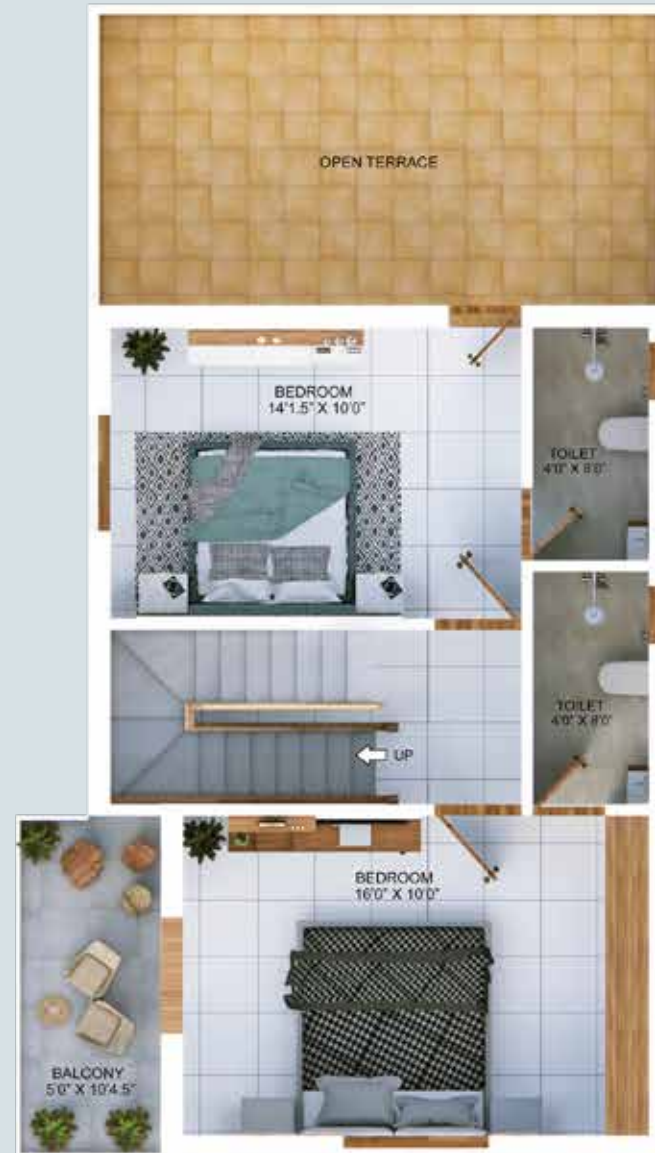 OPEN TERRACE
BEDROOM
14'1.5" X 10'0"
TOILET
4'0" X 8'0"
TOILET
4'0" X 8'0"
UP
BEDROOM
16'0" X 10'0"
BALCONY
5'0" X 10'4.5"